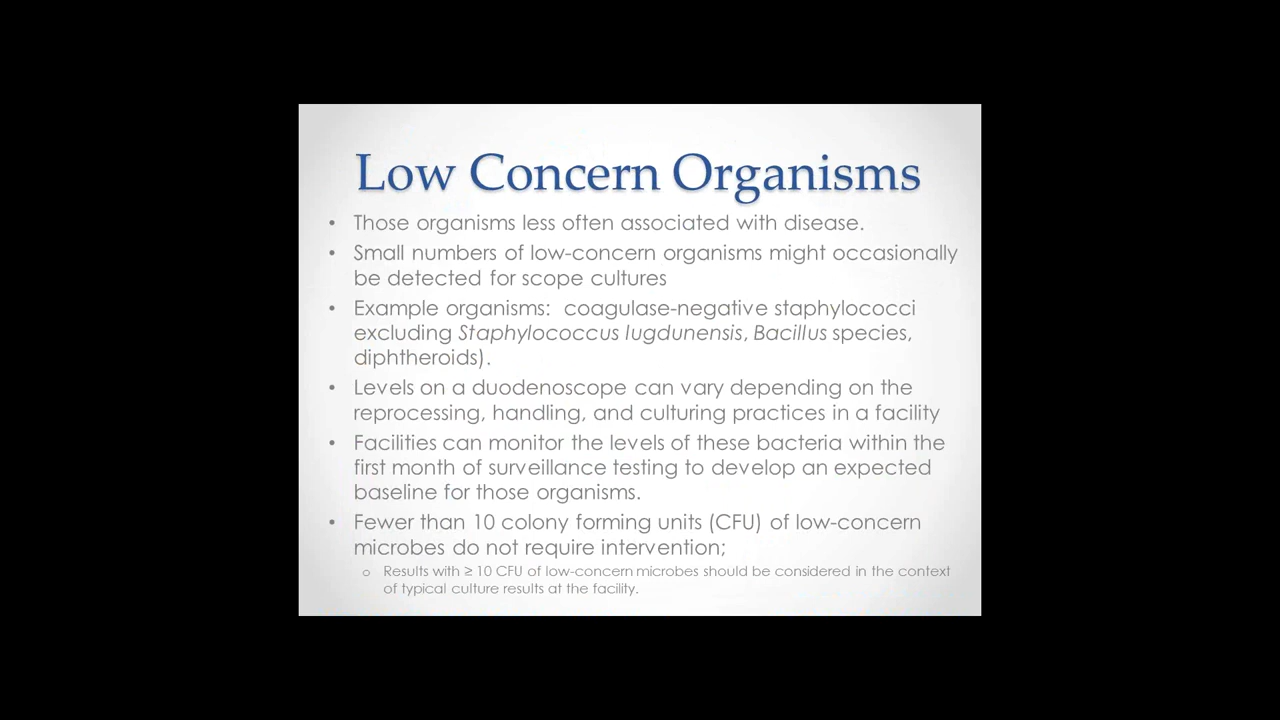 Low Concern Organisms
• Those organisms less often associated with disease.
• Small numbers of low-concern organisms might occasionally
be detected for scope cultures
• Example organisms:  coagulase-negative staphylococci
excluding Staphylococcus lugdunensis, Bacillus species,
diphtheroids).
• Levels on a duodenoscope can vary depending on the
reprocessing, handling, and culturing practices in a facility
• Facilities can monitor the levels of these bacteria within the
first month of surveillance testing to develop an expected
baseline for those organisms.
• Fewer than 10 colony forming units (CFU) of low-concern
microbes do not require intervention;
o Results with ≥ 10 CFU of low-concern microbes should be considered in the context
of typical culture results at the facility.